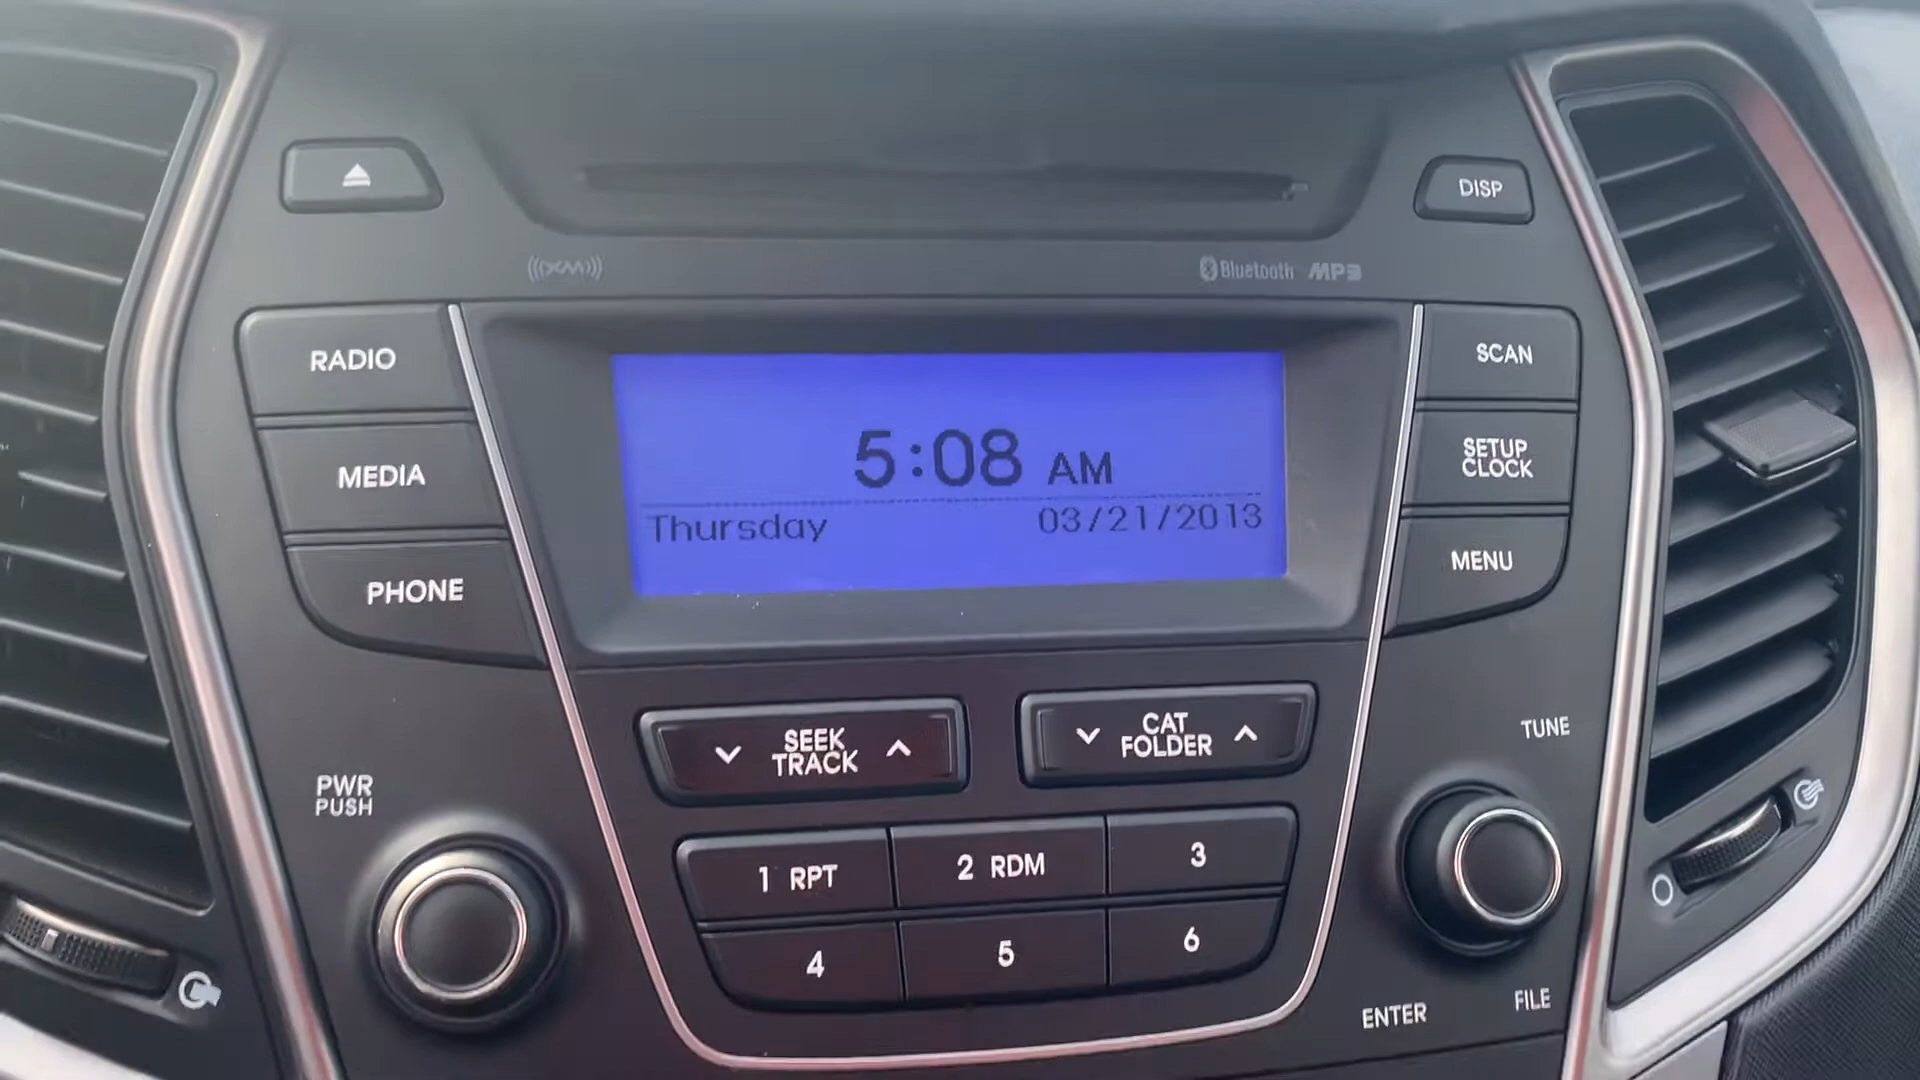 DISP
XM
Bluetooth MP3
RADIO
MEDIA
PHONE
5:08 AM
Thursday 03/21/2013
SCAN
SETUP
CLOCK
MENU
SEEK
TRACK
CAT
FOLDER
TUNE
PWR
PUSH
1 RPT
2 RDM
3
4
5
6
ENTER
FILE